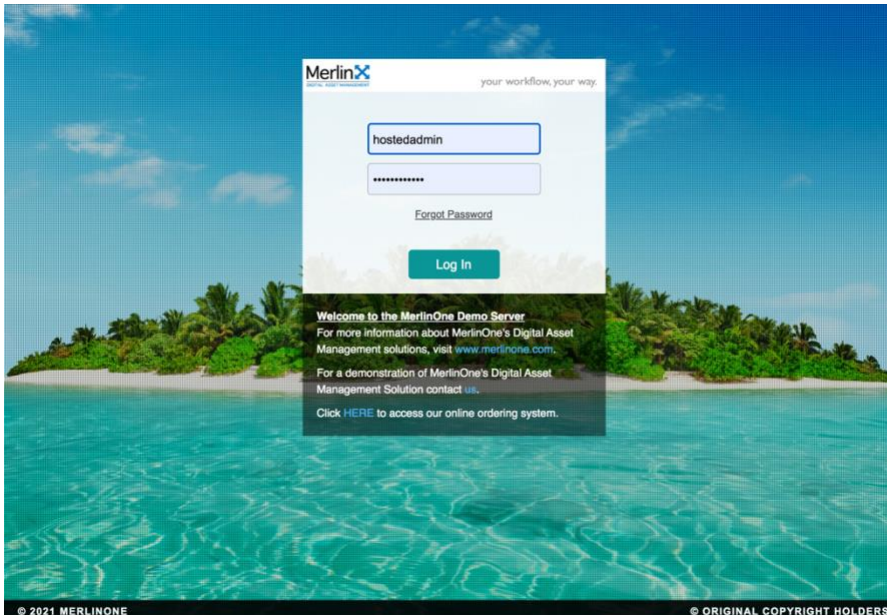 MerlinX
DIGITAL ASSET MANAGEMENT
your workflow, your way.
hostedadmin
••••••••••••
Forgot Password
Log In
Welcome to the MerlinOne Demo Server
For more information about MerlinOne's Digital Asset
Management solutions, visit www.merlinone.com.
For a demonstration of MerlinOne's Digital Asset
Management Solution contact us.
Click HERE to access our online ordering system.
© 2021 MERLINONE
© ORIGINAL COPYRIGHT HOLDERS